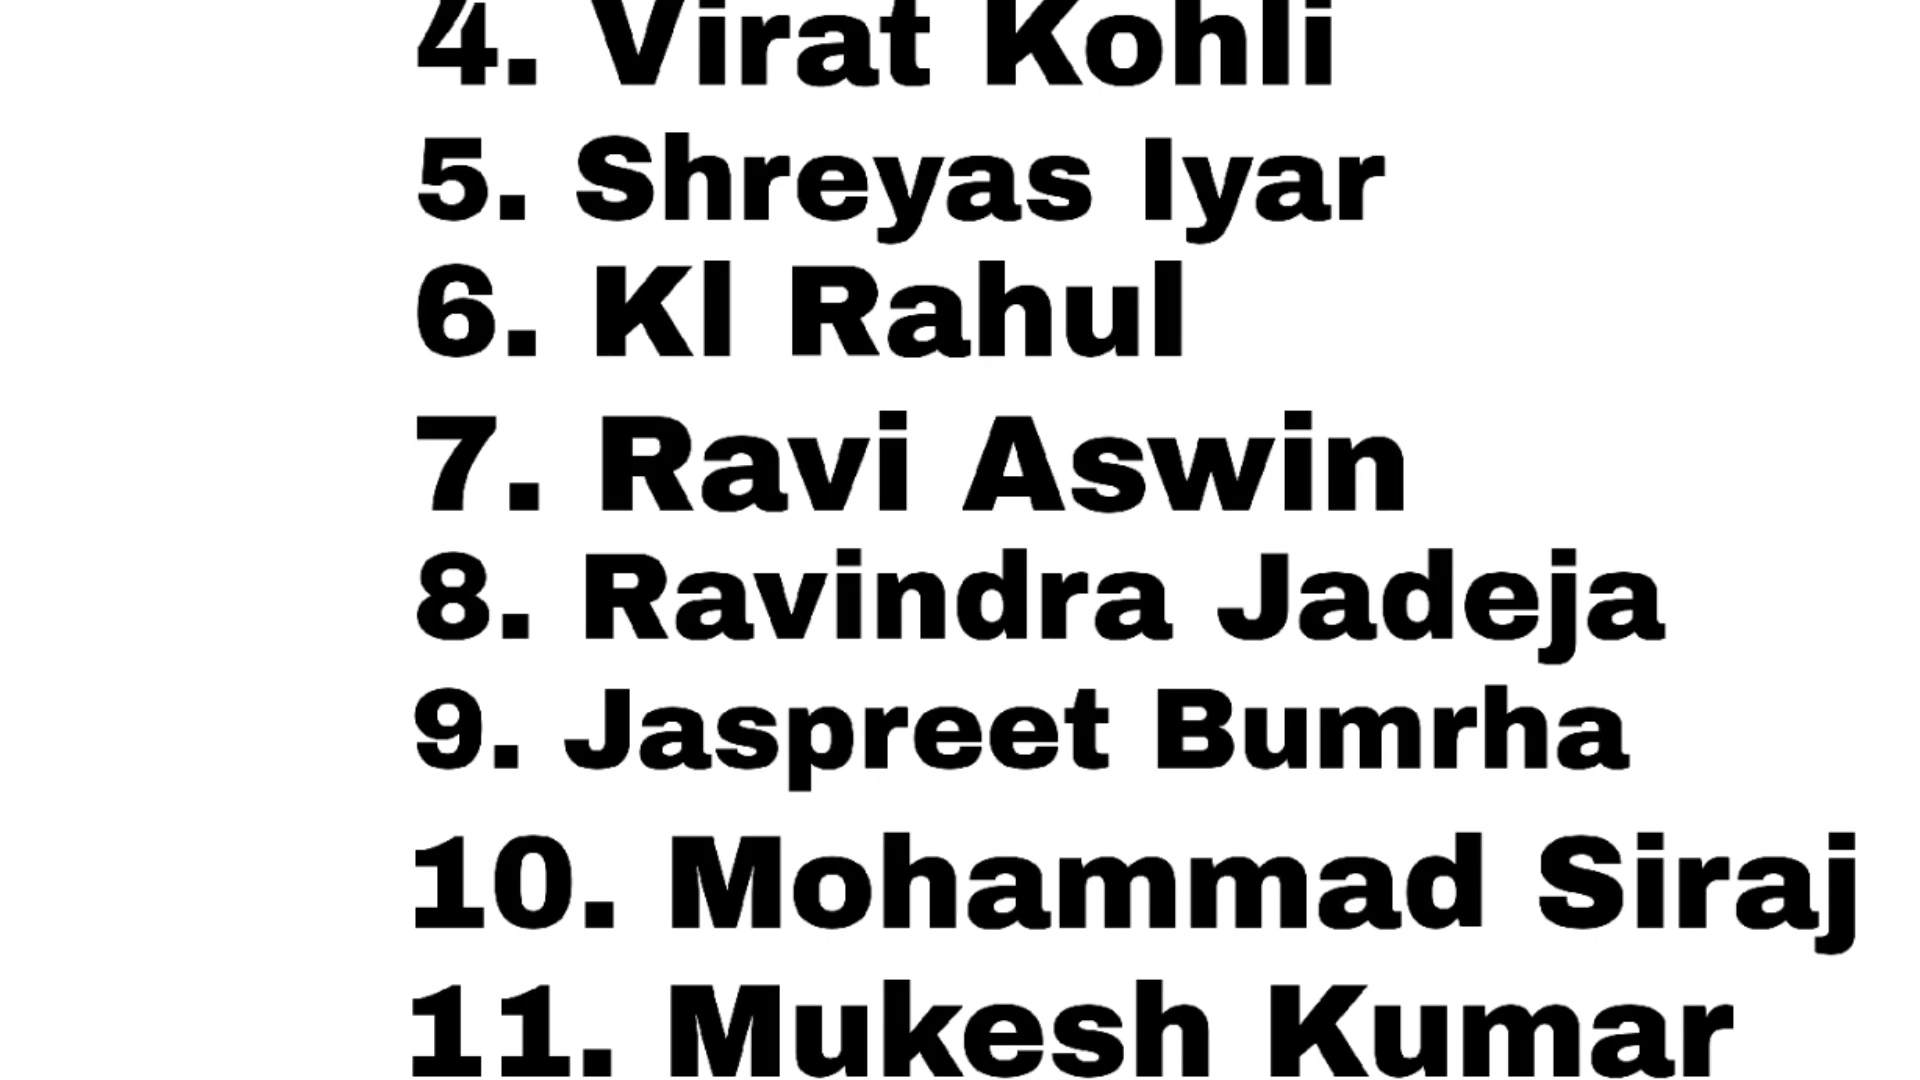 4. Virat Kohli
5. Shreyas Iyar
6. Kl Rahul
7. Ravi Aswin
8. Ravindra Jadeja
9. Jaspreet Bumrha
10. Mohammad Siraj
11. Mukesh Kumar